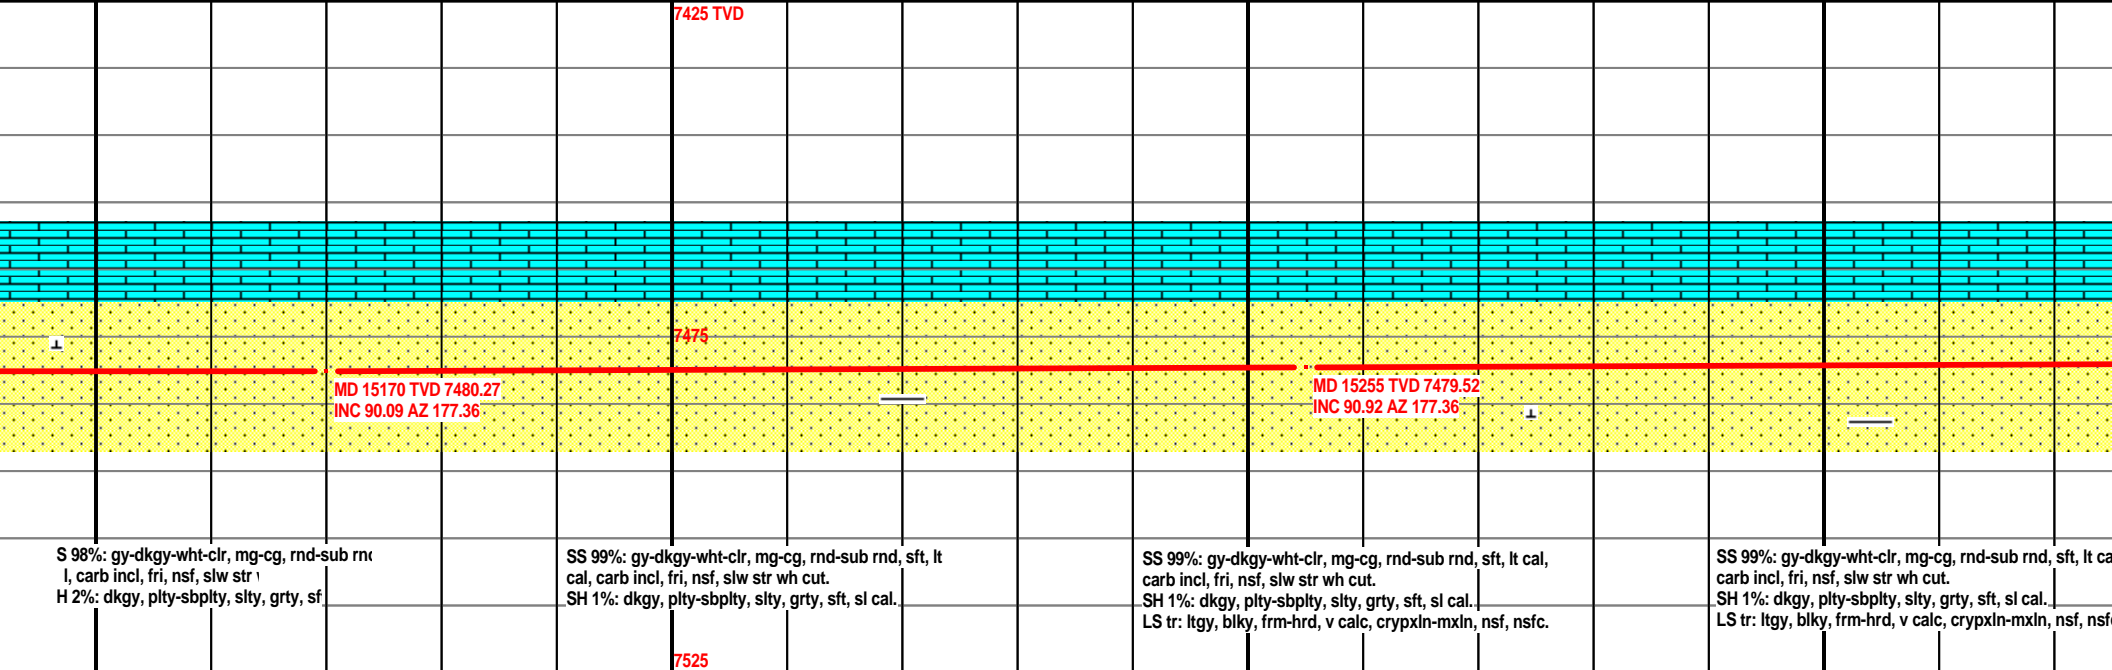 7425 TVD
7475
MD 15170 TVD 7480.27
INC 90.09 AZ 177.36
MD 15255 TVD 7479.52
INC 90.92 AZ 177.36
S 98%: gy-dkgy-wht-clr, mg-cg, rnd-sub rnd
l, carb incl, fri, nsf, slw str
H 2%: dkgy, plty-sbplty, slty, grty, sf
SS 99%: gy-dkgy-wht-clr, mg-cg, rnd-sub rnd, sft, lt
cal, carb incl, fri, nsf, slw str wh cut.
SH 1%: dkgy, plty-sbplty, slty, grty, sft, sl cal.
SS 99%: gy-dkgy-wht-clr, mg-cg, rnd-sub rnd, sft, lt cal,
carb incl, fri, nsf, slw str wh cut.
SH 1%: dkgy, plty-sbplty, slty, grty, sft, sl cal.
LS tr: ltgy, blky, frm-hrd, v calc, crypxln-mxln, nsf, nsfc.
SS 99%: gy-dkgy-wht-clr, mg-cg, rnd-sub rnd, sft, lt ca
carb incl, fri, nsf, slw str wh cut.
SH 1%: dkgy, plty-sbplty, slty, grty, sft, sl cal.
LS tr: ltgy, blky, frm-hrd, v calc, crypxln-mxln, nsf, nsf
7525